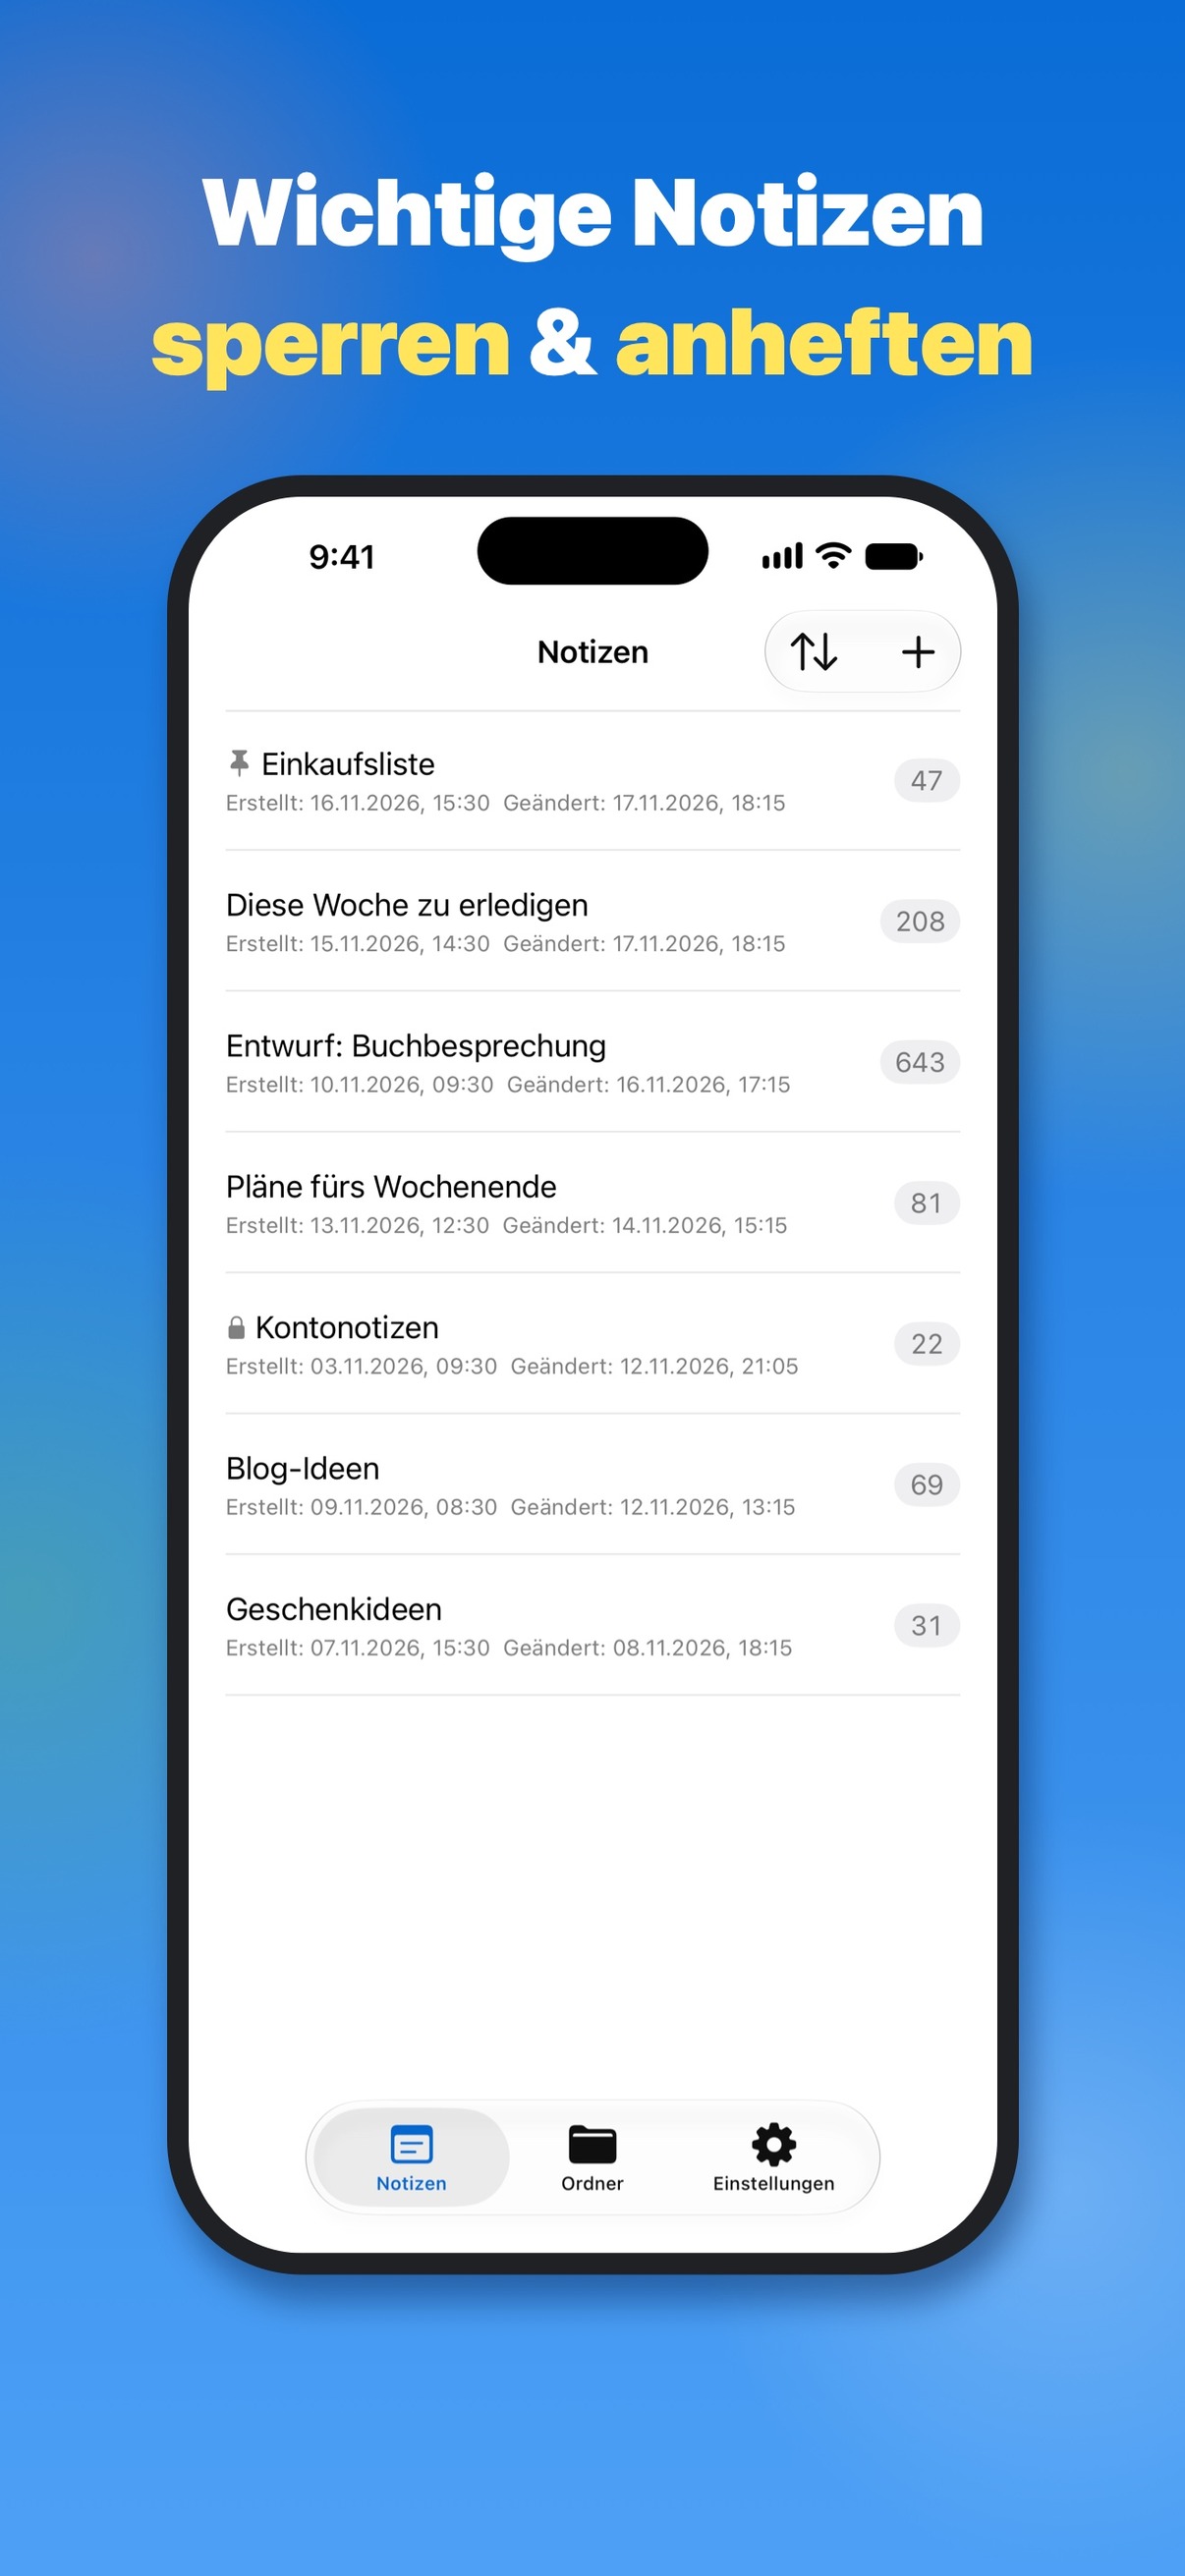 Wichtige Notizen
sperren & anheften
9:41
Notizen
Einkaufsliste
47
Erstellt: 16.11.2026, 15:30 Geändert: 17.11.2026, 18:15
Diese Woche zu erledigen
208
Erstellt: 15.11.2026, 14:30 Geändert: 17.11.2026, 18:15
Entwurf: Buchbesprechung
643
Erstellt: 10.11.2026, 09:30 Geändert: 16.11.2026, 17:15
Pläne fürs Wochenende
81
Erstellt: 13.11.2026, 12:30 Geändert: 14.11.2026, 15:15
Kontonotizen
22
Erstellt: 03.11.2026, 09:30 Geändert: 12.11.2026, 21:05
Blog-Ideen
69
Erstellt: 09.11.2026, 08:30 Geändert: 12.11.2026, 13:15
Geschenkideen
31
Erstellt: 07.11.2026, 15:30 Geändert: 08.11.2026, 18:15
Notizen Ordner Einstellungen